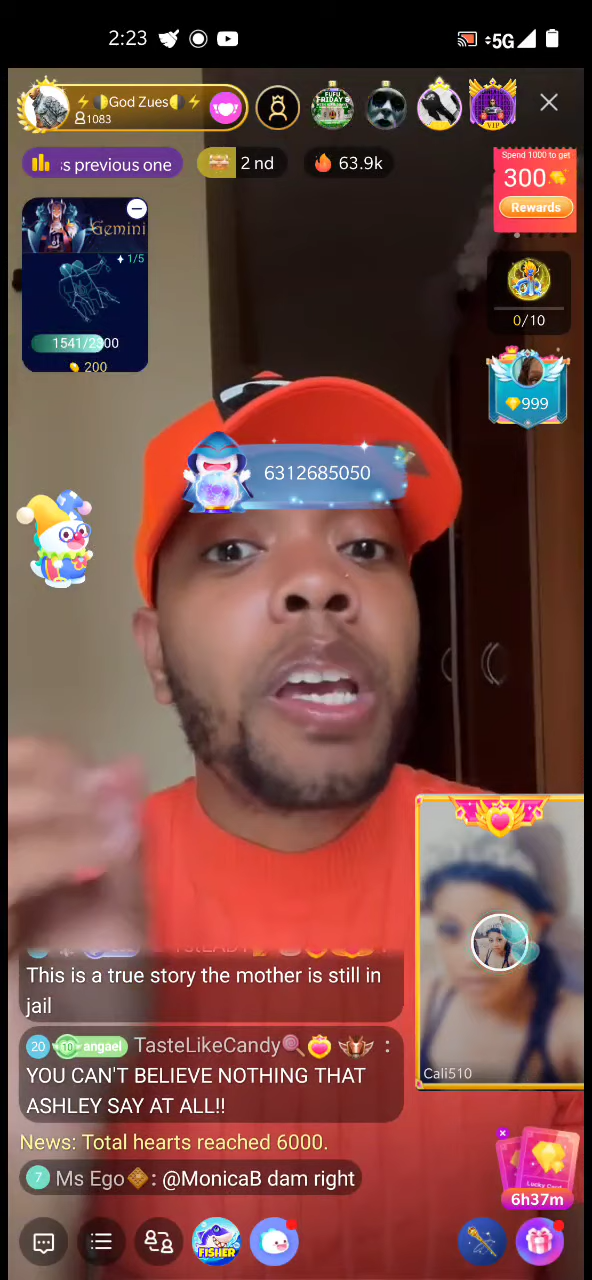 2:23
5G
⚡🌓God Zues🌓⚡
1083
FUFU
FRIDAY'S
VIP
s previous one
2 nd
63.9k
Spend 1000 to get
300
Rewards
Gemini
1/5
1541/2300
200
0/10
999
6312685050
This is a true story the mother is still in
jail
20 angael TasteLikeCandy🍭 :
YOU CAN'T BELIEVE NOTHING THAT
ASHLEY SAY AT ALL!!
Cali510
News: Total hearts reached 6000.
7 Ms Ego : @MonicaB dam right
Lucky Card
6h37m
FISHER